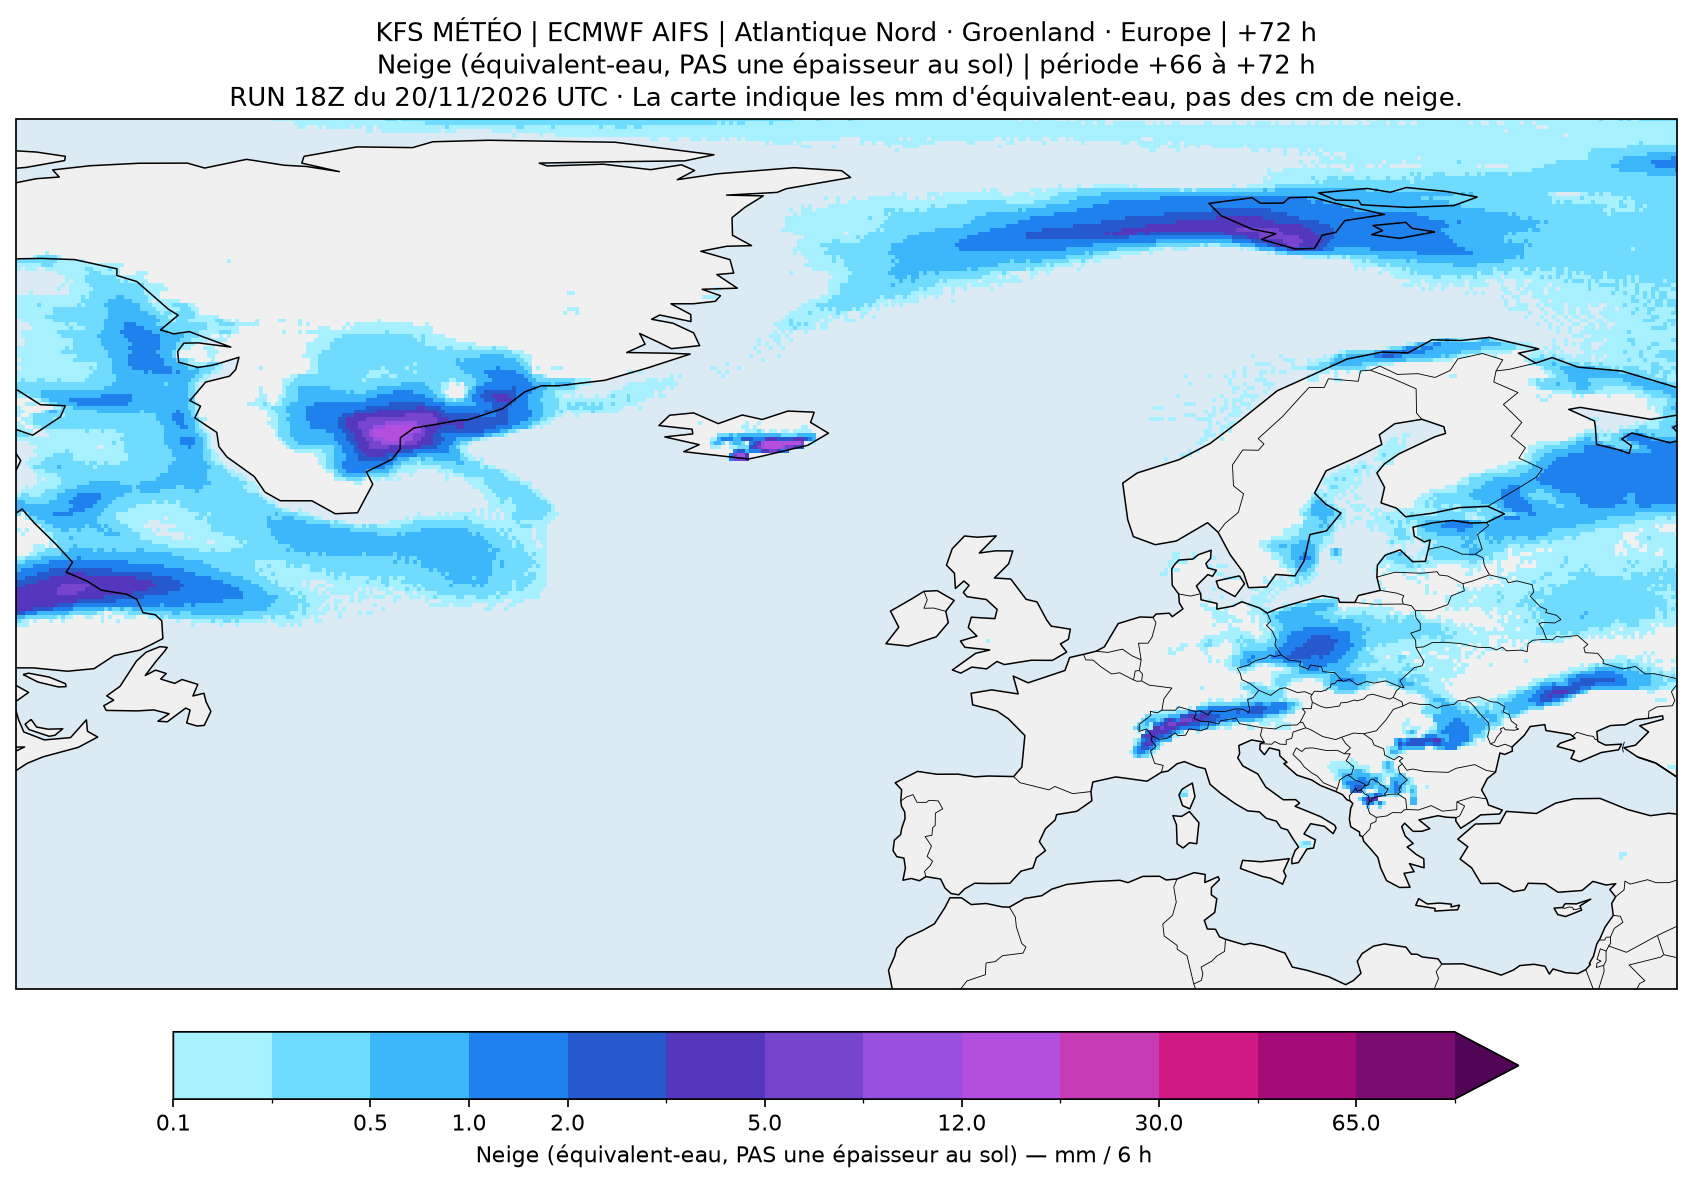 KFS MÉTÉO | ECMWF AIFS | Atlantique Nord · Groenland · Europe | +72 h
Neige (équivalent-eau, PAS une épaisseur au sol) | période +66 à +72 h
RUN 18Z du 20/11/2026 UTC · La carte indique les mm d'équivalent-eau, pas des cm de neige.
0.1 0.5 1.0 2.0 5.0 12.0 30.0 65.0
Neige (équivalent-eau, PAS une épaisseur au sol) — mm / 6 h